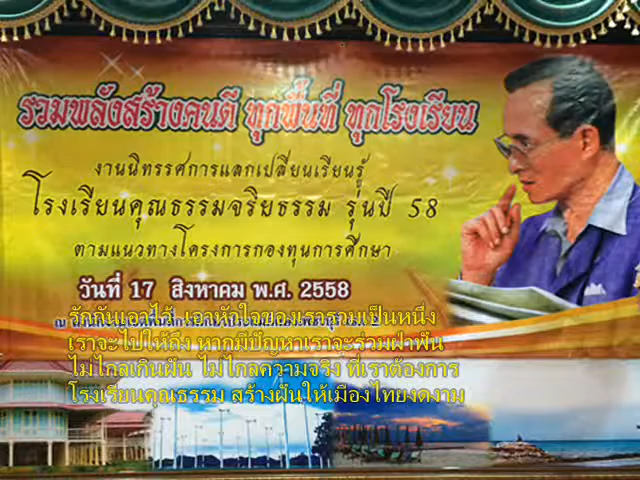 รวมพลังสร้างคนดี ทุกพื้นที่ ทุกโรงเรียน
งานนิทรรศการแลกเปลี่ยนเรียนรู้
โรงเรียนคุณธรรมจริยธรรม รุ่นปี 58
ตามแนวทางโครงการกองทุนการศึกษา
วันที่ 17 สิงหาคม พ.ศ. 2558
ณ
รักกันเอาไว้ เอาหัวใจของเรารวมเป็นหนึ่ง
เราจะไปให้ถึง หากมีปัญหาเราจะร่วมฝ่าฟัน
ไม่ไกลเกินฝัน ไม่ไกลความจริง ที่เราต้องการ
โรงเรียนคุณธรรม สร้างฝันให้เมืองไทยงดงาม